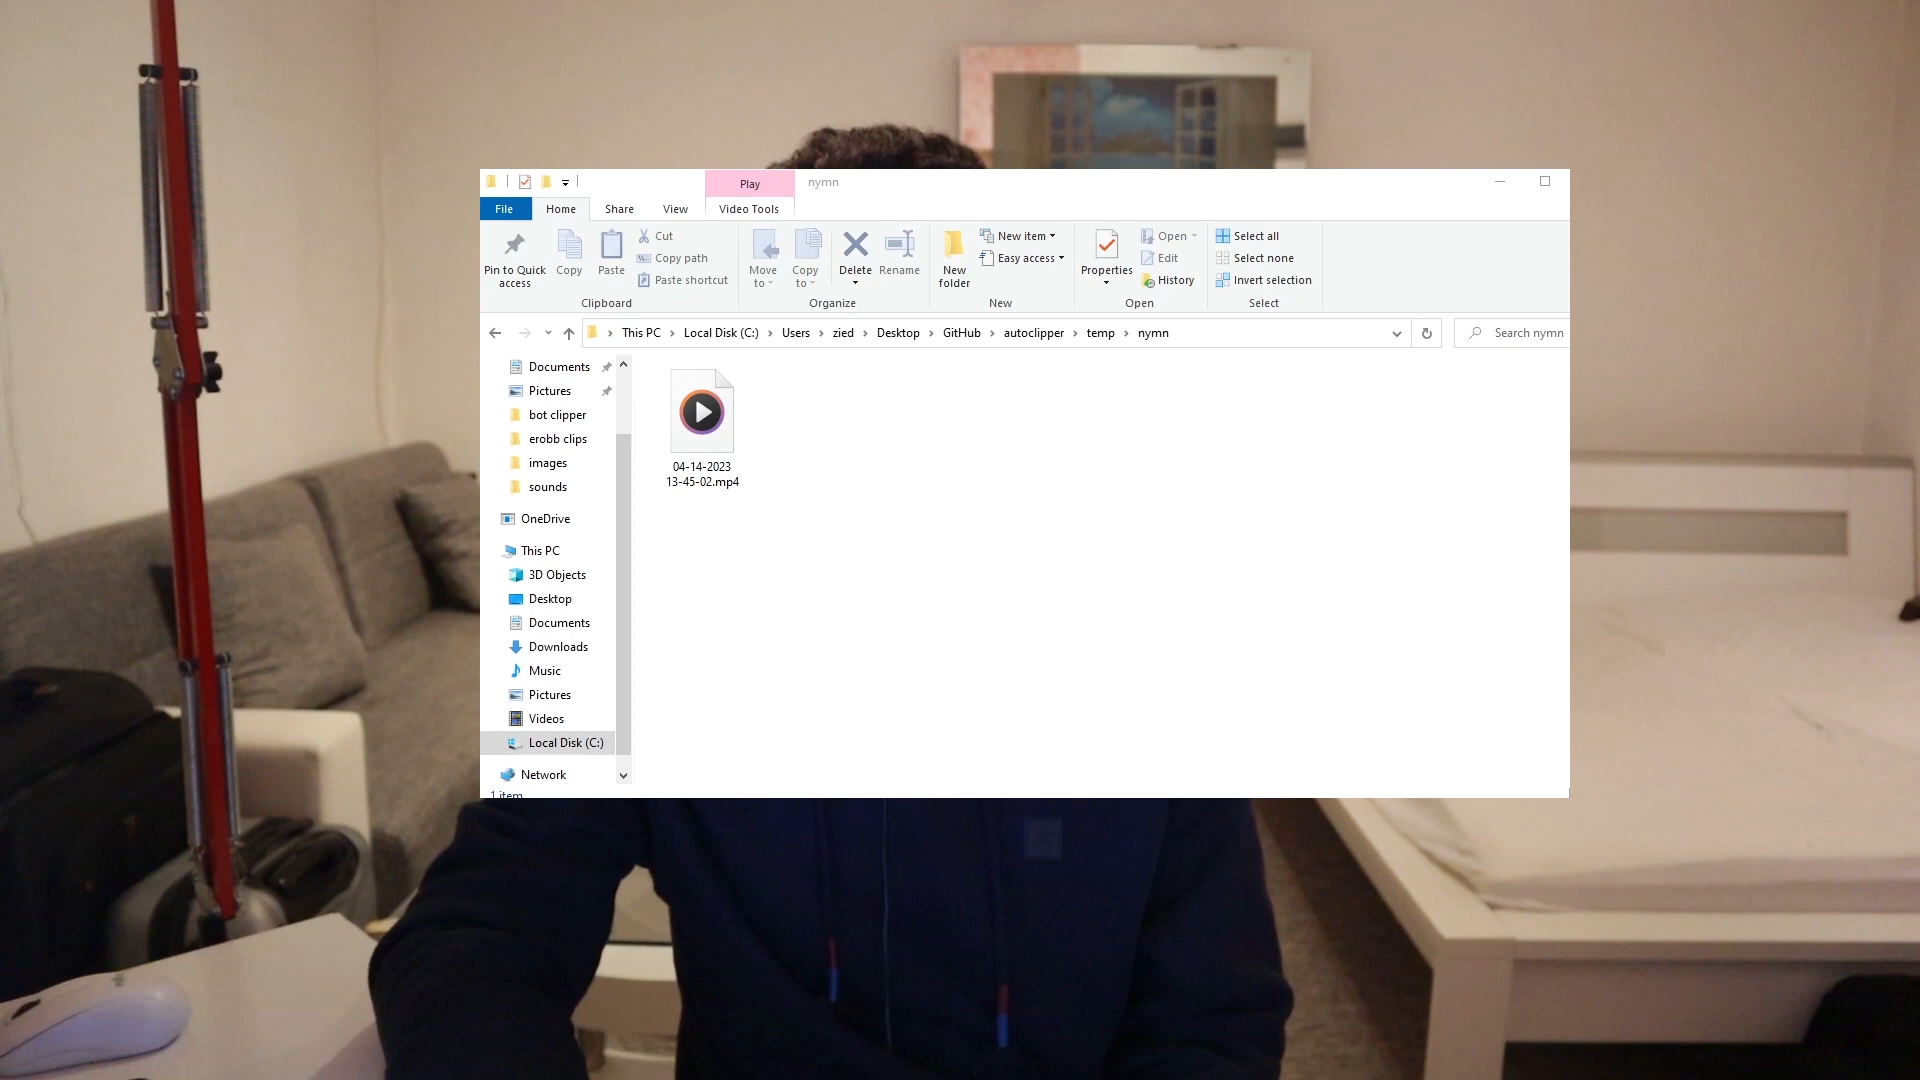 Play
nymn
File
Home
Share
View
Video Tools
Pin to Quick
access
Copy
Paste
Cut
Copy path
Paste shortcut
Clipboard
Move
to
Copy
to
Delete
Rename
Organize
New
folder
New item
Easy access
New
Properties
Open
Edit
History
Open
Select all
Select none
Invert selection
Select
This PC > Local Disk (C:) > Users > zied > Desktop > GitHub > autoclipper > temp > nymn
Search nymn
Documents
Pictures
bot clipper
erobb clips
images
sounds
OneDrive
This PC
3D Objects
Desktop
Documents
Downloads
Music
Pictures
Videos
Local Disk (C:)
Network
1 item
04-14-2023
13-45-02.mp4